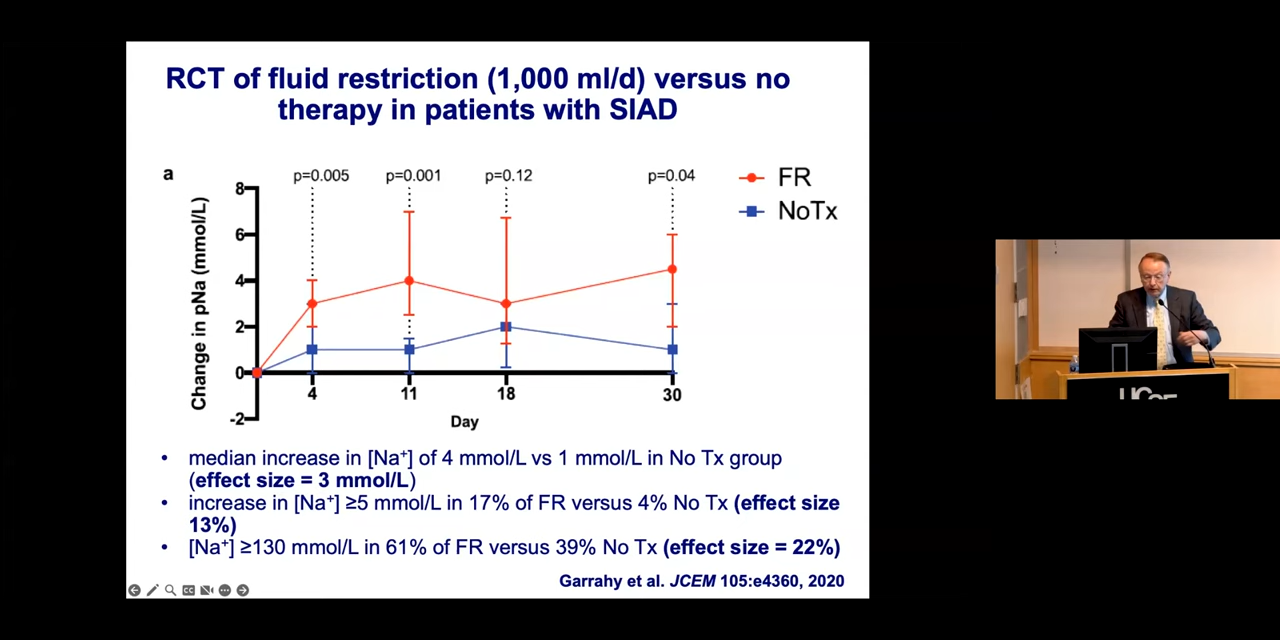 RCT of fluid restriction (1,000 ml/d) versus no
therapy in patients with SIAD
a
p=0.005
p=0.001
p=0.12
p=0.04
FR
NoTx
Change in pNa (mmol/L)
8
6
4
2
0
-2
4
11
18
30
Day
• median increase in [Na⁺] of 4 mmol/L vs 1 mmol/L in No Tx group
(effect size = 3 mmol/L)
• increase in [Na⁺] ≥5 mmol/L in 17% of FR versus 4% No Tx (effect size
13%)
• [Na⁺] ≥130 mmol/L in 61% of FR versus 39% No Tx (effect size = 22%)
Garrahy et al. JCEM 105:e4360, 2020
CC